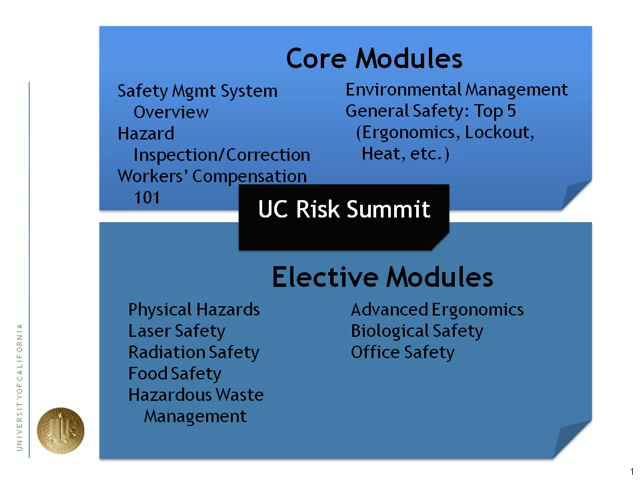 Core Modules
Safety Mgmt System
Overview
Hazard
Inspection/Correction
Workers' Compensation
101
Environmental Management
General Safety: Top 5
(Ergonomics, Lockout,
Heat, etc.)
UC Risk Summit
Elective Modules
Physical Hazards
Laser Safety
Radiation Safety
Food Safety
Hazardous Waste
Management
Advanced Ergonomics
Biological Safety
Office Safety
UNIVERSITY OF CALIFORNIA
1